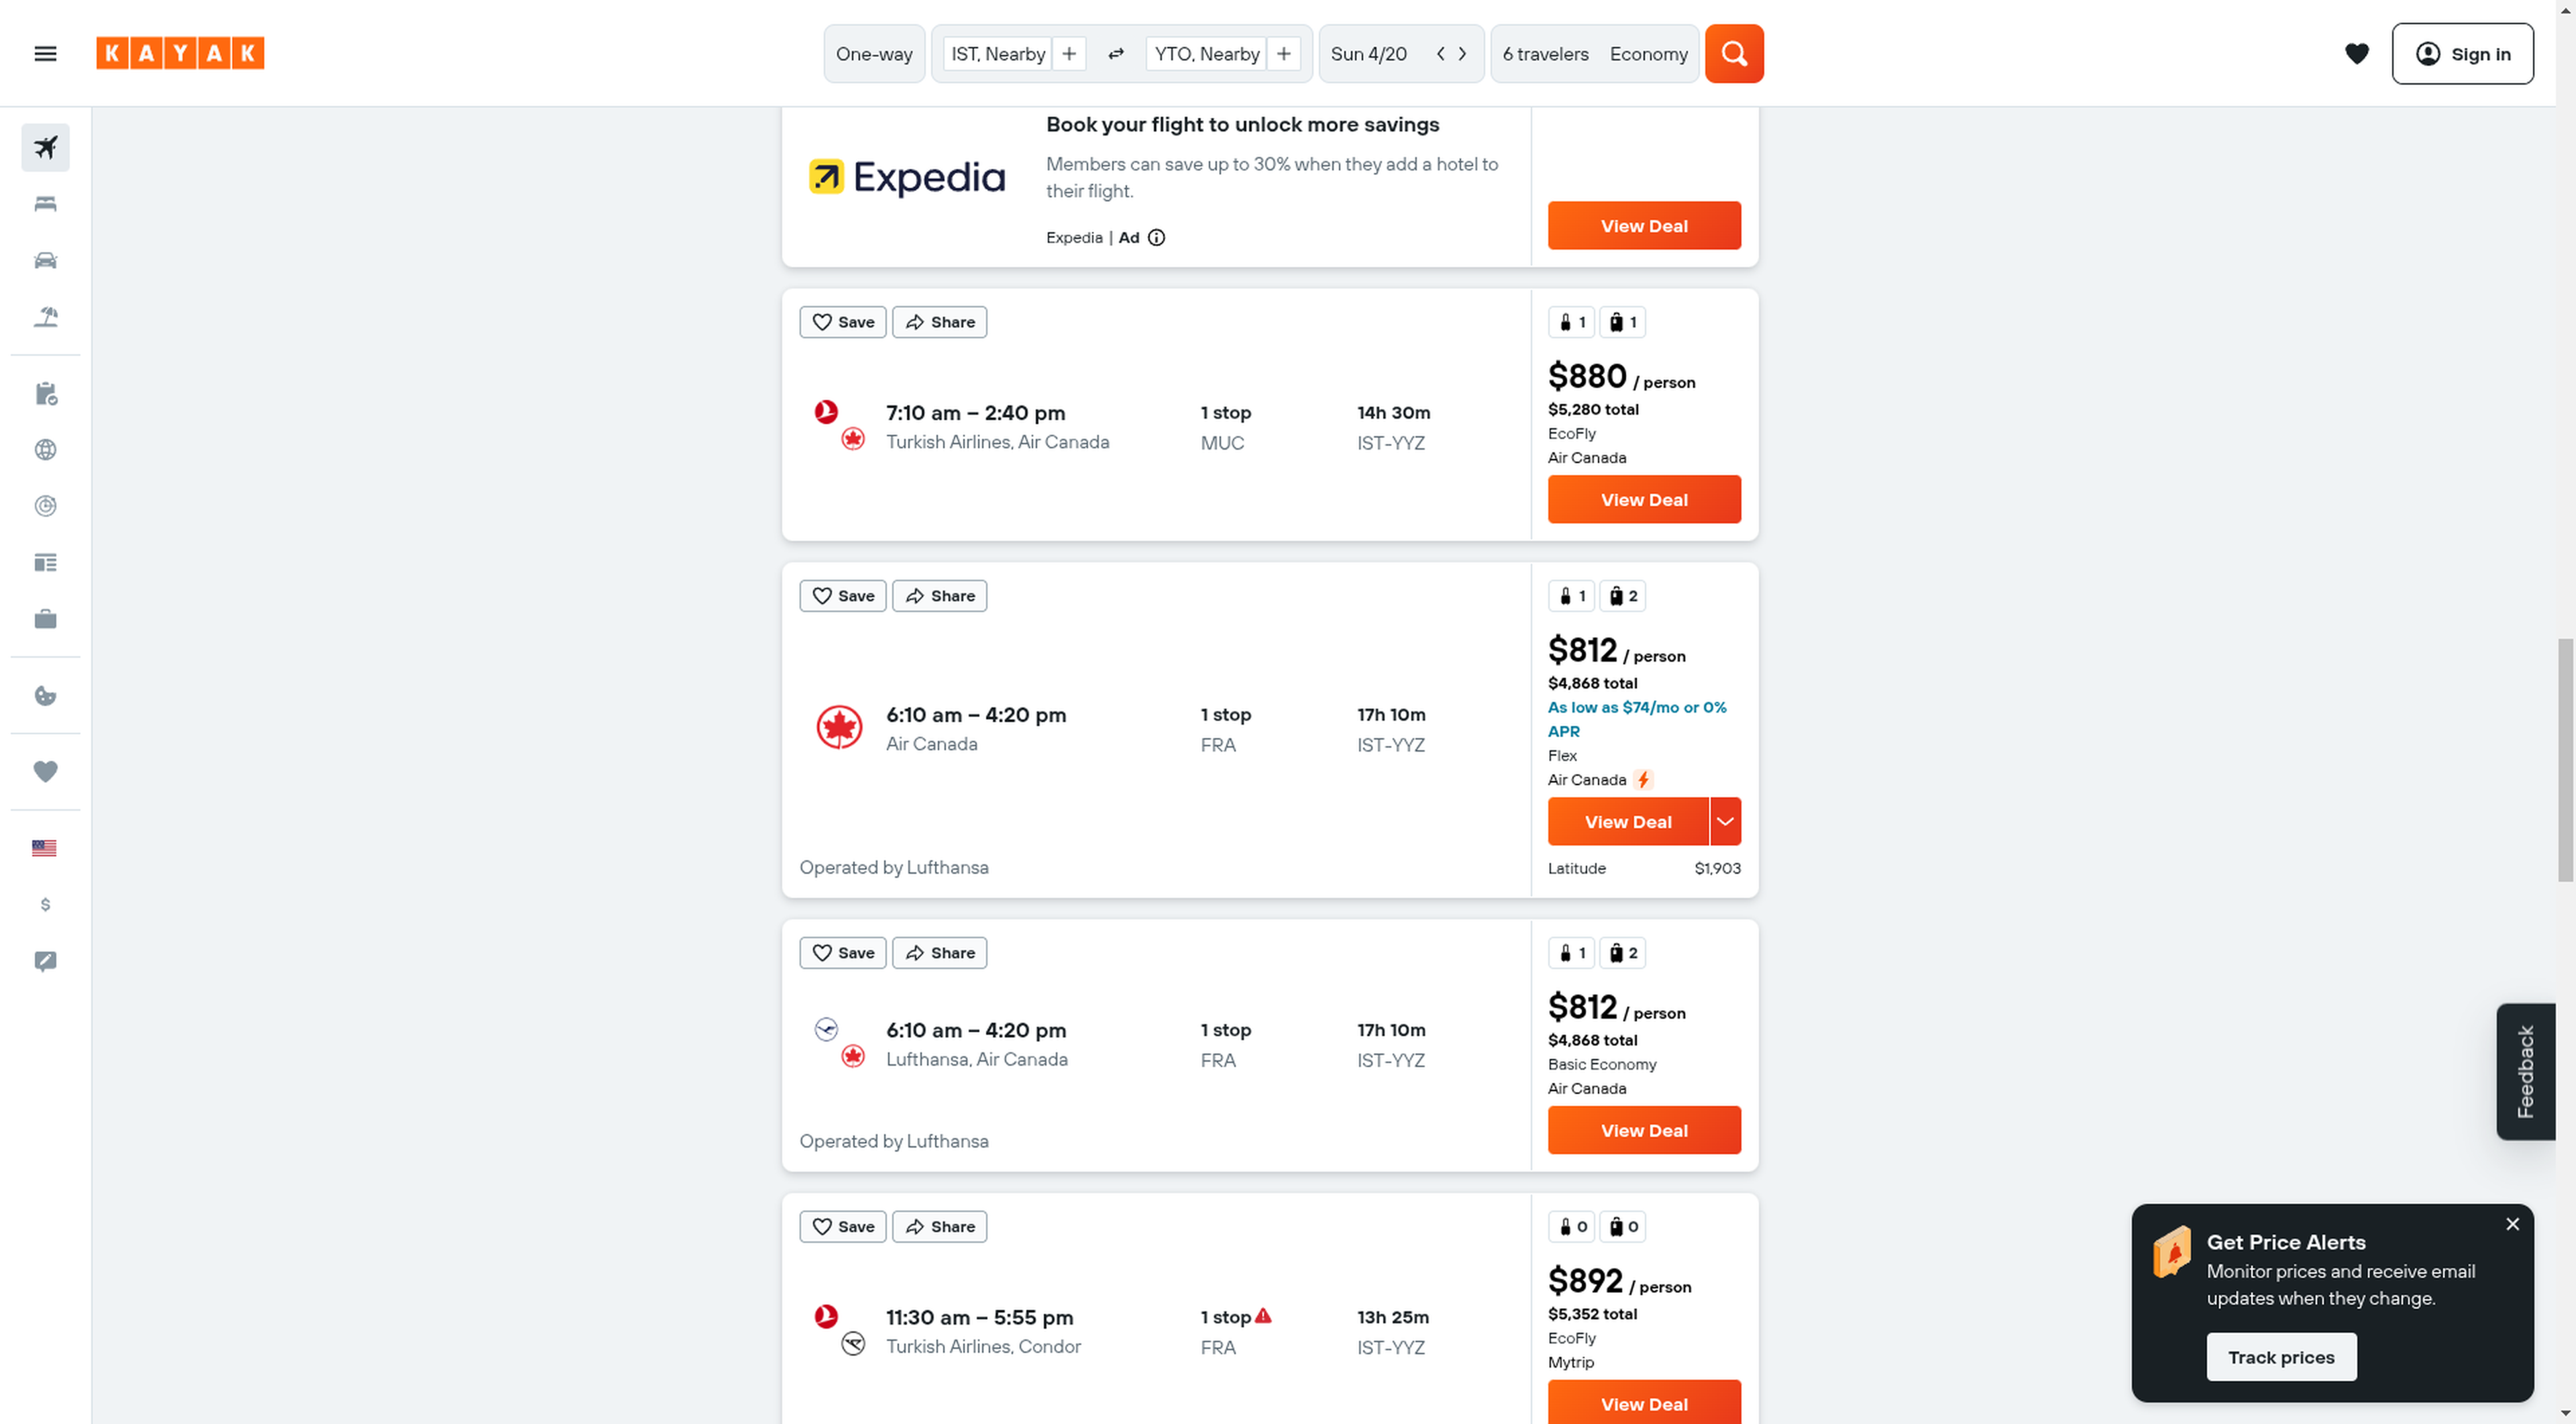 KAYAK
One-way
IST, Nearby
YTO, Nearby
Sun 4/20
6 travelers Economy
Sign in
Book your flight to unlock more savings
Expedia
Members can save up to 30% when they add a hotel to
their flight.
Expedia | Ad
View Deal
Save
Share
1
1
$880 / person
$5,280 total
7:10 am – 2:40 pm
1 stop
14h 30m
Turkish Airlines, Air Canada
MUC
IST-YYZ
EcoFly
Air Canada
View Deal
Save
Share
1
2
$812 / person
$4,868 total
As low as $74/mo or 0%
APR
6:10 am – 4:20 pm
1 stop
17h 10m
Air Canada
FRA
IST-YYZ
Flex
Air Canada
View Deal
Operated by Lufthansa
Latitude $1,903
Save
Share
1
2
$812 / person
$4,868 total
6:10 am – 4:20 pm
1 stop
17h 10m
Lufthansa, Air Canada
FRA
IST-YYZ
Basic Economy
Air Canada
View Deal
Operated by Lufthansa
Save
Share
0
0
$892 / person
$5,352 total
11:30 am – 5:55 pm
1 stop
13h 25m
Turkish Airlines, Condor
FRA
IST-YYZ
EcoFly
Mytrip
View Deal
$
Feedback
Get Price Alerts
Monitor prices and receive email
updates when they change.
Track prices